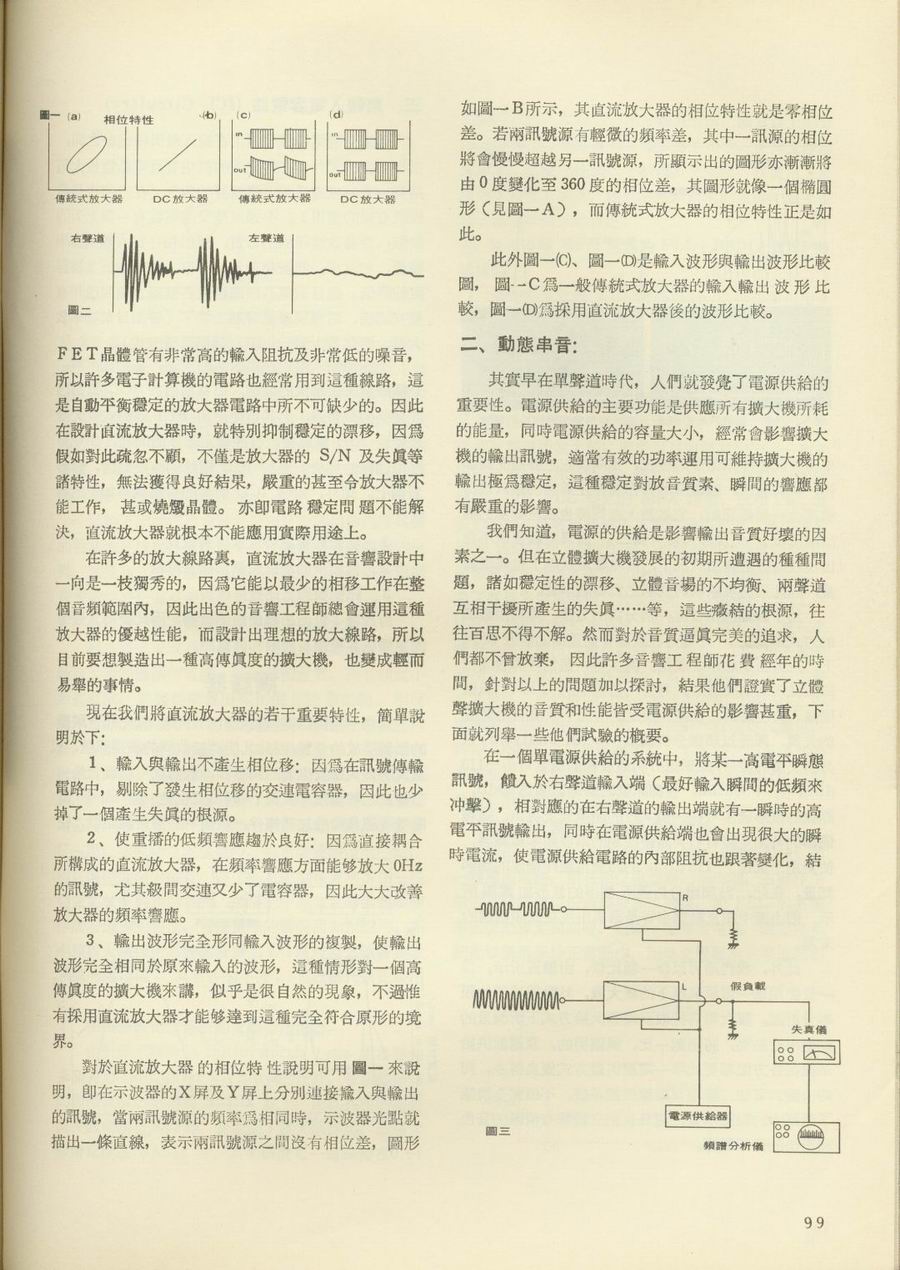 圖一 (a) 相位特性 (b) (c) (d)
in in
out out
傳統式放大器 DC放大器 傳統式放大器 DC放大器
右聲道 左聲道
圖二
FET晶體管有非常高的輸入阻抗及非常低的噪音，
所以許多電子計算機的電路也經常用到這種線路，這
是自動平衡穩定的放大器電路中所不可缺少的。因此
在設計直流放大器時，就特別抑制穩定的漂移，因爲
假如對此疏忽不顧，不僅是放大器的 S/N 及失眞等
諸特性，無法獲得良好結果，嚴重的甚至令放大器不
能工作，甚或燒燬晶體。亦卽電路穩定問題不能解
決，直流放大器就根本不能應用實際用途上。
在許多的放大線路裏，直流放大器在音響設計中
一向是一枝獨秀的，因爲它能以最少的相移工作在整
個音頻範圍內，因此出色的音響工程師總會運用這種
放大器的優越性能，而設計出理想的放大線路，所以
目前要想製造出一種高傳眞度的擴大機，也變成輕而
易舉的事情。
現在我們將直流放大器的若干重要特性，簡單說
明於下：
1、輸入與輸出不產生相位移：因爲在訊號傳輸
電路中，剔除了發生相位移的交連電容器，因此也少
掉了一個產生失眞的根源。
2、使重播的低頻響應趨於良好：因爲直接耦合
所構成的直流放大器，在頻率響應方面能够放大 0Hz
的訊號，尤其級間交連又少了電容器，因此大大改善
放大器的頻率響應。
3、輸出波形完全形同輸入波形的複製，使輸出
波形完全相同於原來輸入的波形，這種情形對一個高
傳眞度的擴大機來講，似乎是很自然的現象，不過惟
有採用直流放大器才能够達到這種完全符合原形的境
界。
對於直流放大器的相位特性說明可用圖一來說
明，卽在示波器的X屏及Y屏上分別連接輸入與輸出
的訊號，當兩訊號源的頻率爲相同時，示波器光點就
描出一條直線，表示兩訊號源之間沒有相位差，圖形
如圖一B所示，其直流放大器的相位特性就是零相位
差。若兩訊號源有輕微的頻率差，其中一訊源的相位
將會慢慢超越另一訊號源，所顯示出的圖形亦漸漸將
由 0 度變化至 360 度的相位差，其圖形就像一個橢圓
形（見圖一A），而傳統式放大器的相位特性正是如
此。
此外圖一(C)、圖一(D)是輸入波形與輸出波形比較
圖，圖一C爲一般傳統式放大器的輸入輸出波形比
較，圖一(D)爲採用直流放大器後的波形比較。
二、動態串音：
其實早在單聲道時代，人們就發覺了電源供給的
重要性。電源供給的主要功能是供應所有擴大機所耗
的能量，同時電源供給的容量大小，經常會影響擴大
機的輸出訊號，適當有效的功率運用可維持擴大機的
輸出極爲穩定，這種穩定對放音質素、瞬間的響應都
有嚴重的影響。
我們知道，電源的供給是影響輸出音質好壞的因
素之一。但在立體擴大機發展的初期所遭遇的種種問
題，諸如穩定性的漂移、立體音場的不均衡、兩聲道
互相干擾所產生的失眞……等，這些癥結的根源，往
往百思不得不解。然而對於音質逼眞完美的追求，人
們都不曾放棄，因此許多音響工程師花費經年的時
間，針對以上的問題加以探討，結果他們證實了立體
聲擴大機的音質和性能皆受電源供給的影響甚重，下
面就列舉一些他們試驗的槪要。
在一個單電源供給的系統中，將某一高電平瞬態
訊號，饋入於右聲道輸入端（最好輸入瞬間的低頻來
冲擊），相對應的在右聲道的輸出端就有一瞬時的高
電平訊號輸出，同時在電源供給端也會出現很大的瞬
時電流，使電源供給電路的內部阻抗也跟著變化，結
R
L
假負載
失真儀
電源供給器
圖三
頻譜分析儀
99